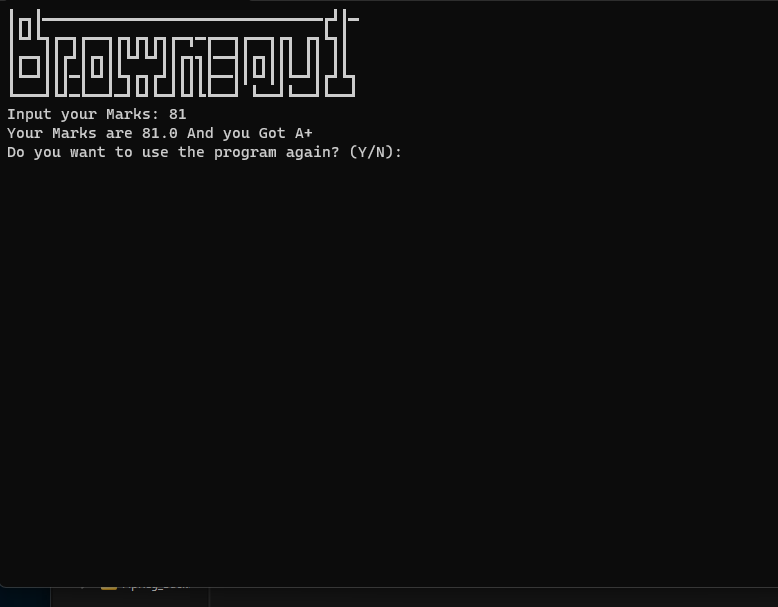 Input your Marks: 81
Your Marks are 81.0 And you Got A+
Do you want to use the program again? (Y/N):